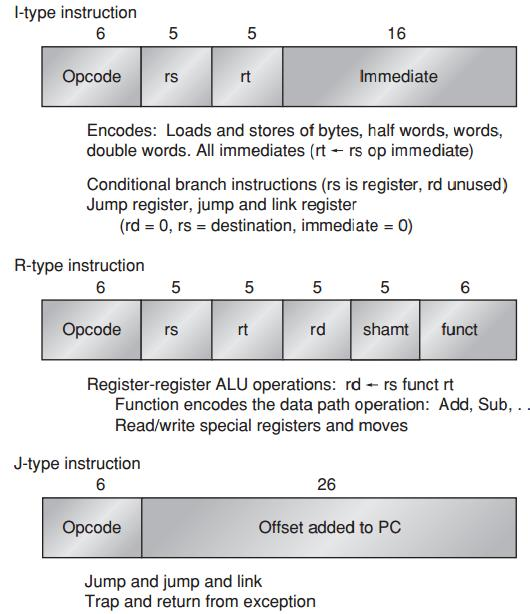 I-type instruction
6 5 5 16
Opcode rs rt Immediate
Encodes: Loads and stores of bytes, half words, words,
double words. All immediates (rt ← rs op immediate)
Conditional branch instructions (rs is register, rd unused)
Jump register, jump and link register
(rd = 0, rs = destination, immediate = 0)
R-type instruction
6 5 5 5 5 6
Opcode rs rt rd shamt funct
Register-register ALU operations: rd ← rs funct rt
Function encodes the data path operation: Add, Sub, . .
Read/write special registers and moves
J-type instruction
6 26
Opcode Offset added to PC
Jump and jump and link
Trap and return from exception